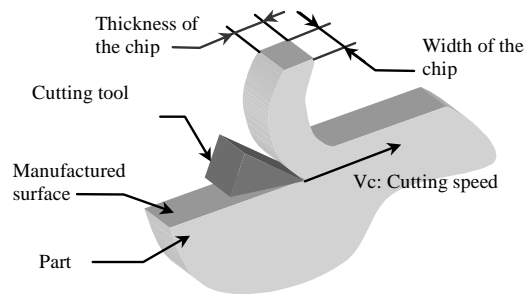 Thickness of
the chip
Width of the
chip
Cutting tool
Manufactured
surface
Vc: Cutting speed
Part